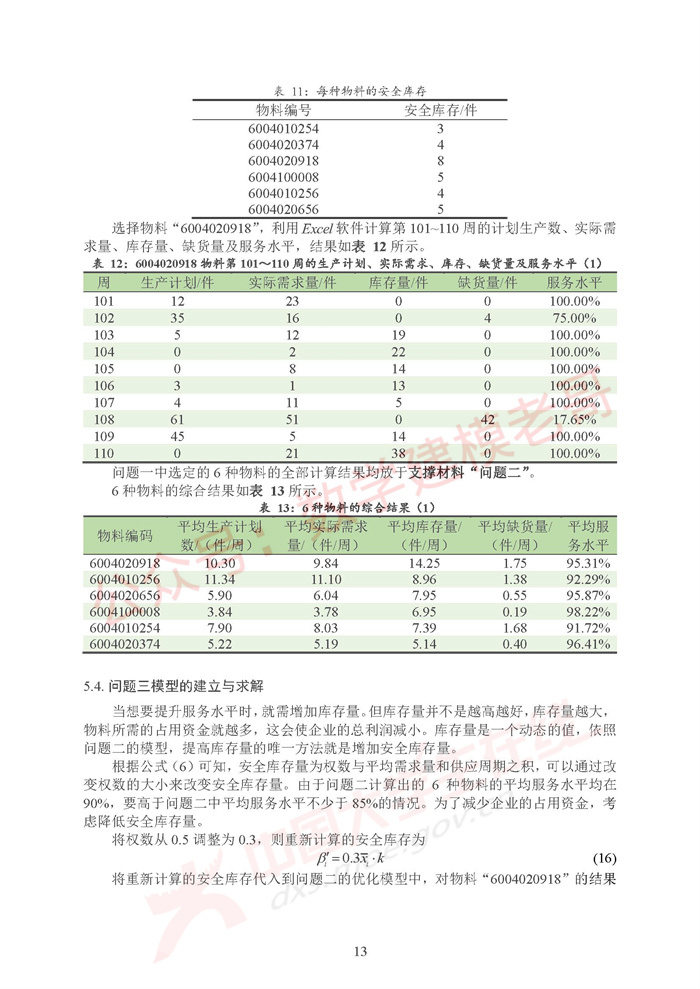 表 11：每种物料的安全库存
物料编号 安全库存/件
6004010254 3
6004020374 4
6004020918 8
6004100008 5
6004010256 4
6004020656 5
选择物料“6004020918”，利用 Excel 软件计算第 101~110 周的计划生产数、实际需
求量、库存量、缺货量及服务水平，结果如表 12 所示。
表 12：6004020918 物料第 101～110 周的生产计划、实际需求、库存、缺货量及服务水平（1）
周 生产计划/件 实际需求量/件 库存量/件 缺货量/件 服务水平
101 12 23 0 0 100.00%
102 35 16 0 4 75.00%
103 5 12 19 0 100.00%
104 0 2 22 0 100.00%
105 0 8 14 0 100.00%
106 3 1 13 0 100.00%
107 4 11 5 0 100.00%
108 61 51 0 42 17.65%
109 45 5 14 0 100.00%
110 0 21 38 0 100.00%
问题一中选定的 6 种物料的全部计算结果均放于支撑材料“问题二”。
6 种物料的综合结果如表 13 所示。
表 13：6 种物料的综合结果（1）
物料编码 平均生产计划数/（件/周） 平均实际需求量/（件/周） 平均库存量/（件/周） 平均缺货量/（件/周） 平均服务水平
6004020918 10.30 9.84 14.25 1.75 95.31%
6004010256 11.34 11.10 8.96 1.38 92.29%
6004020656 5.90 6.04 7.95 0.55 95.87%
6004100008 3.84 3.78 6.95 0.19 98.22%
6004010254 7.90 8.03 7.39 1.68 91.72%
6004020374 5.22 5.19 5.14 0.40 96.41%
5.4. 问题三模型的建立与求解
当想要提升服务水平时，就需增加库存量。但库存量并不是越高越好，库存量越大，
物料所需的占用资金就越多，这会使企业的总利润减小。库存量是一个动态的值，依照
问题二的模型，提高库存量的唯一方法就是增加安全库存量。
根据公式（6）可知，安全库存量为权数与平均需求量和供应周期之积，可以通过改
变权数的大小来改变安全库存量。由于问题二计算出的 6 种物料的平均服务水平均在
90%，要高于问题二中平均服务水平不少于 85%的情况。为了减少企业的占用资金，考
虑降低安全库存量。
将权数从 0.5 调整为 0.3，则重新计算的安全库存为
β′ᵢ = 0.3x̄ᵢ · k (16)
将重新计算的安全库存代入到问题二的优化模型中，对物料“6004020918”的结果
13
公众号：数学建模老哥